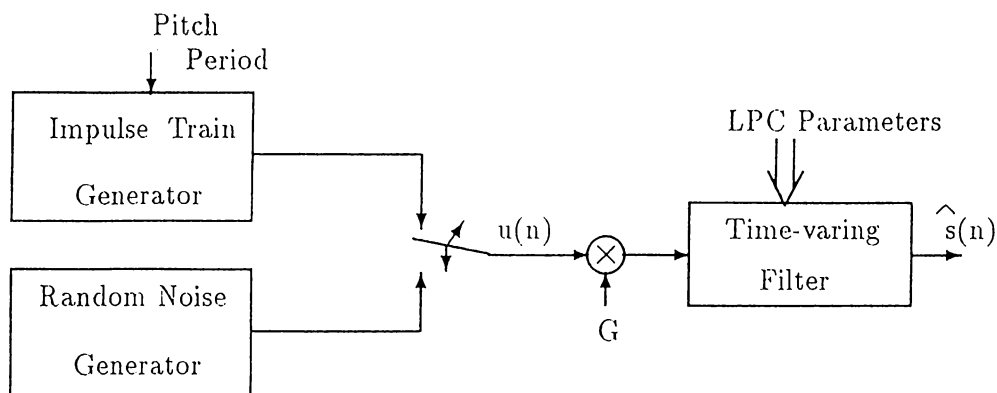 Pitch
Period
Impulse Train
Generator
LPC Parameters
u(n)
Time-varing
Filter
ŝ(n)
G
Random Noise
Generator